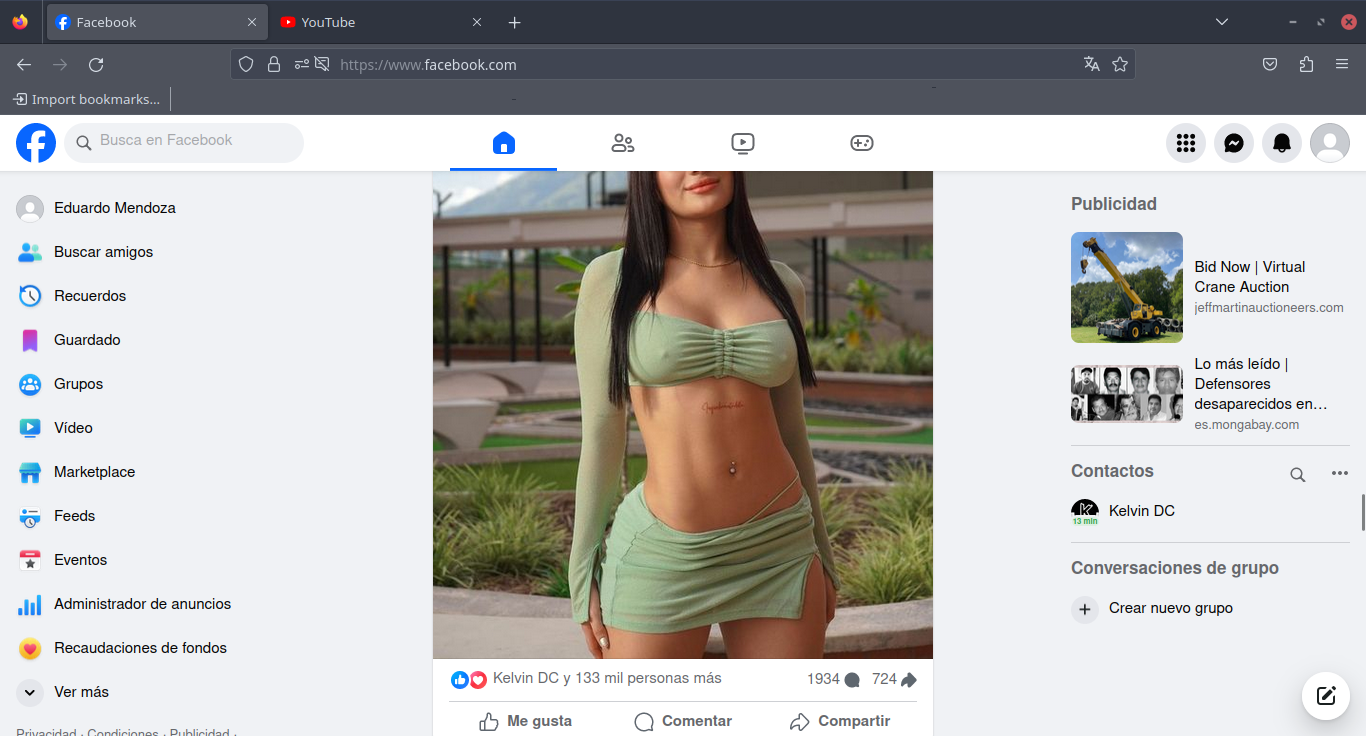 Facebook
YouTube
https://www.facebook.com
Import bookmarks...
Busca en Facebook
Eduardo Mendoza
Buscar amigos
Recuerdos
Guardado
Grupos
Vídeo
Marketplace
Feeds
Eventos
Administrador de anuncios
Recaudaciones de fondos
Ver más
Privacidad · Condiciones · Publicidad ·
Kelvin DC y 133 mil personas más
1934
724
Me gusta
Comentar
Compartir
Publicidad
Bid Now | Virtual
Crane Auction
jeffmartinauctioneers.com
Lo más leído |
Defensores
desaparecidos en…
es.mongabay.com
Contactos
Kelvin DC
13 min
Conversaciones de grupo
Crear nuevo grupo